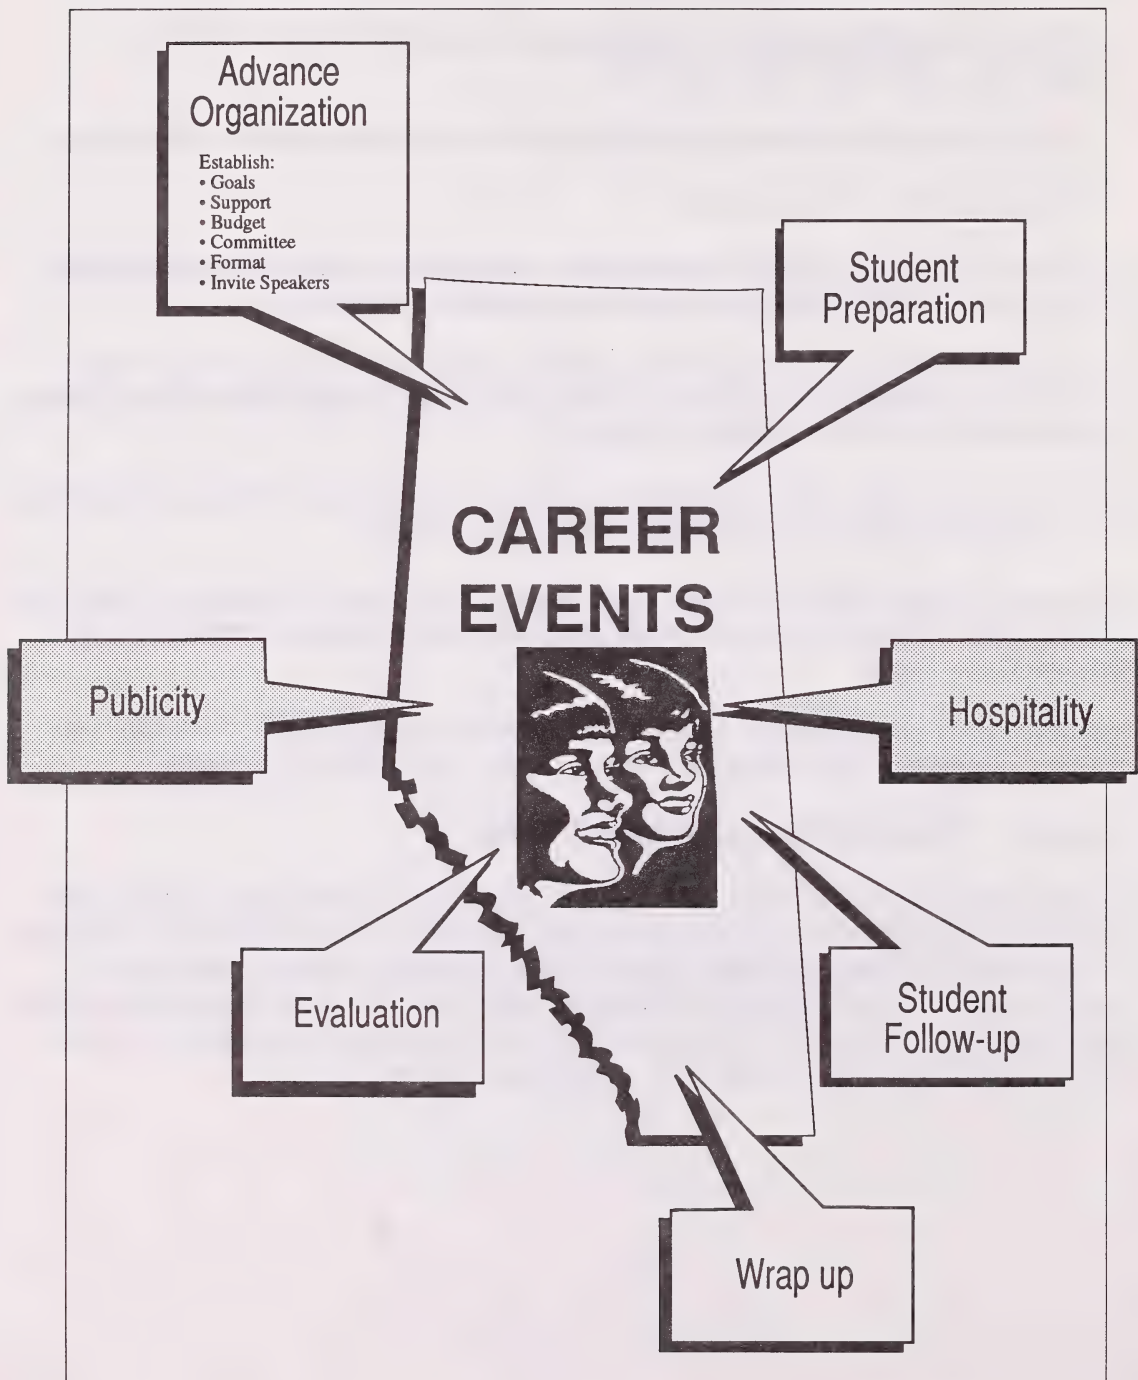 Advance
Organization
Establish:
• Goals
• Support
• Budget
• Committee
• Format
• Invite Speakers
Student
Preparation
CAREER
EVENTS
Publicity
Hospitality
Evaluation
Student
Follow-up
Wrap up